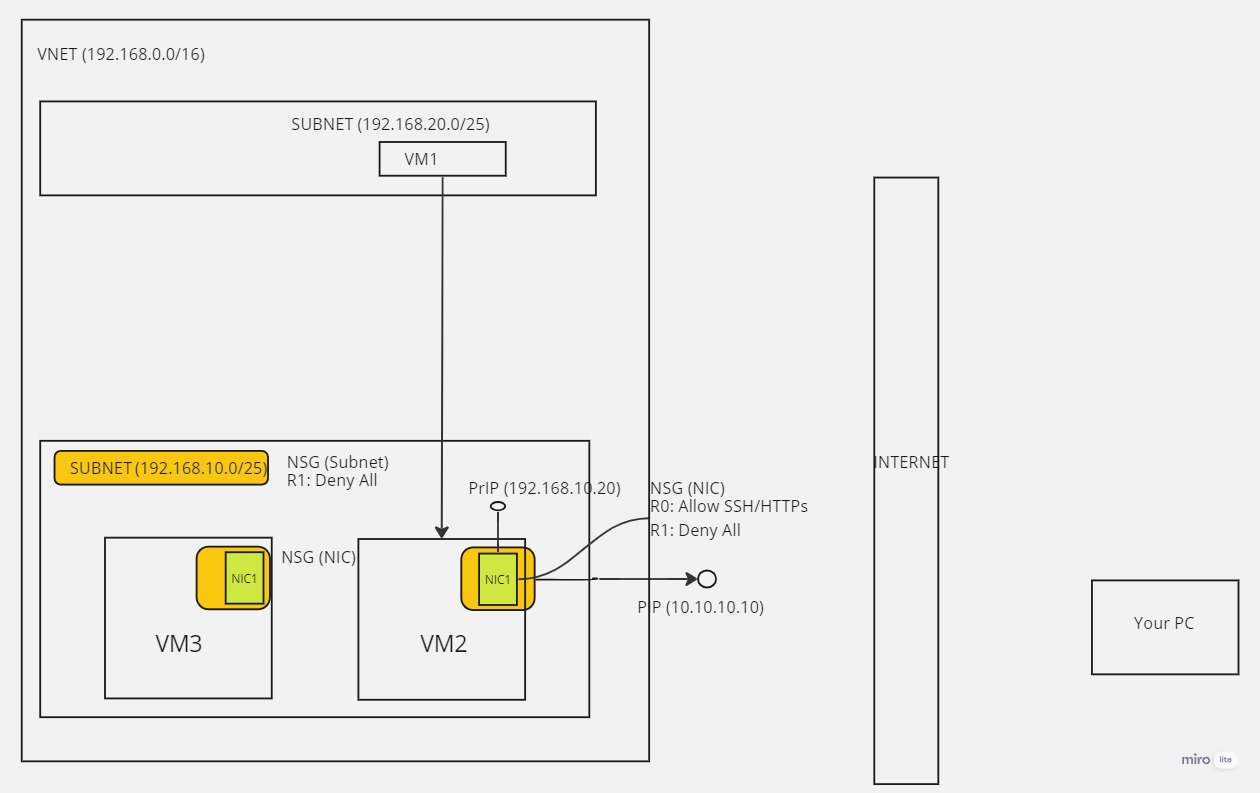 VNET (192.168.0.0/16)
SUBNET (192.168.20.0/25)
VM1
SUBNET (192.168.10.0/25)
NSG (Subnet)
R1: Deny All
PrIP (192.168.10.20)
NSG (NIC)
R0: Allow SSH/HTTPs
R1: Deny All
INTERNET
NSG (NIC)
NIC1
NIC1
PIP (10.10.10.10)
VM3
VM2
Your PC
miro lite